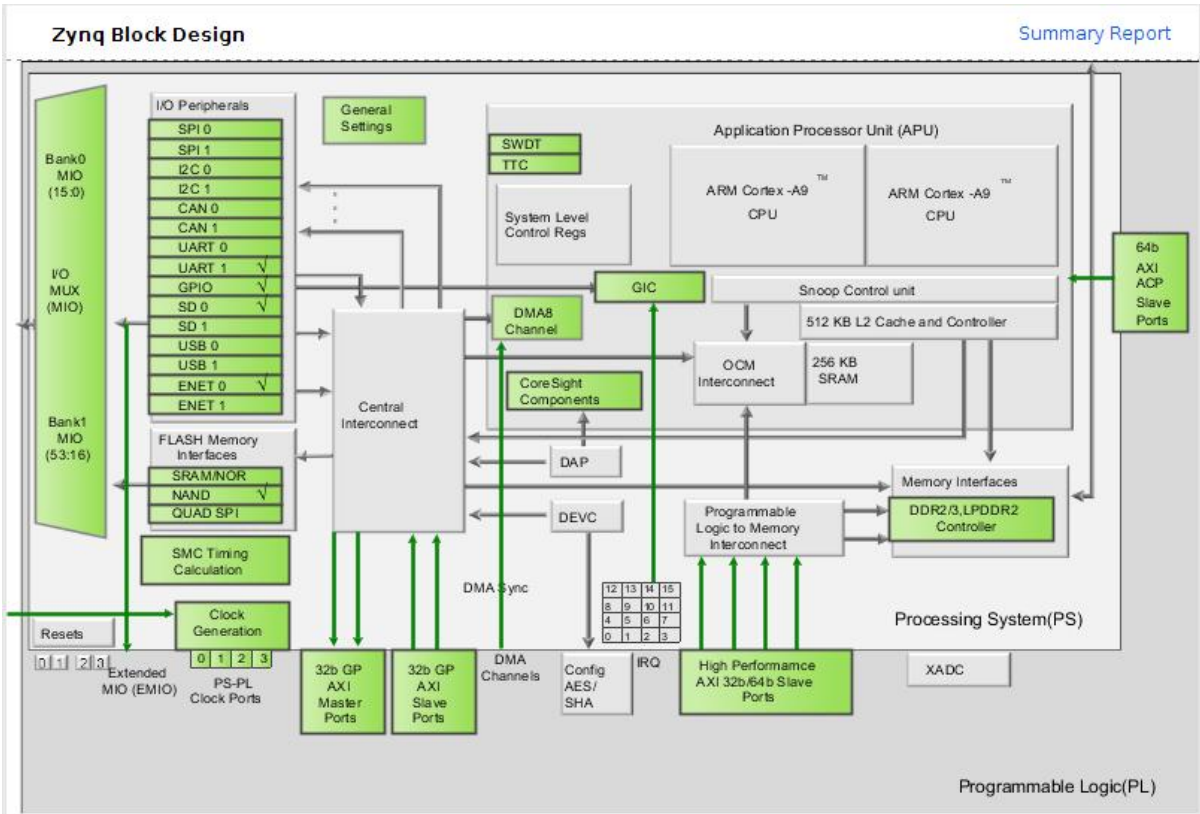 Zynq Block Design
Summary Report
Bank0
MIO
(15:0)
I/O
MUX
(MIO)
Bank1
MIO
(53:16)
I/O Peripherals
SPI 0
SPI 1
I2C 0
I2C 1
CAN 0
CAN 1
UART 0
UART 1 √
GPIO √
SD 0 √
SD 1
USB 0
USB 1
ENET 0 √
ENET 1
FLASH Memory
Interfaces
SRAM/NOR
NAND √
QUAD SPI
SMC Timing
Calculation
General
Settings
Application Processor Unit (APU)
SWDT
TTC
System Level
Control Regs
ARM Cortex -A9 ™
CPU
ARM Cortex -A9 ™
CPU
GIC
Snoop Control unit
512 KB L2 Cache and Controller
DMA8
Channel
OCM
Interconnect
256 KB
SRAM
CoreSight
Components
Central
Interconnect
DAP
DEVC
Programmable
Logic to Memory
Interconnect
Memory Interfaces
DDR2/3,LPDDR2
Controller
64b
AXI
ACP
Slave
Ports
DMA Sync
12 13 14 15
8 9 10 11
4 5 6 7
0 1 2 3
Processing System(PS)
Resets
0 1 2 3
Clock
Generation
0 1 2 3
Extended
MIO (EMIO)
PS-PL
Clock Ports
32b GP
AXI
Master
Ports
32b GP
AXI
Slave
Ports
DMA
Channels
Config
AES/
SHA
IRQ
High Performamce
AXI 32b/64b Slave
Ports
XADC
Programmable Logic(PL)